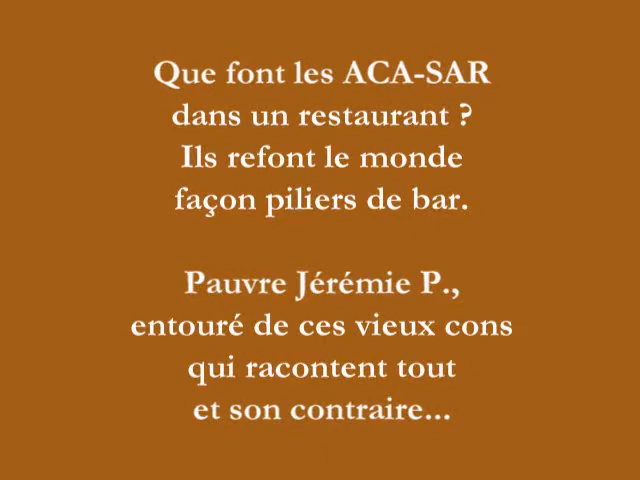 Que font les ACA-SAR
dans un restaurant ?
Ils refont le monde
façon piliers de bar.
Pauvre Jérémie P.,
entouré de ces vieux cons
qui racontent tout
et son contraire...